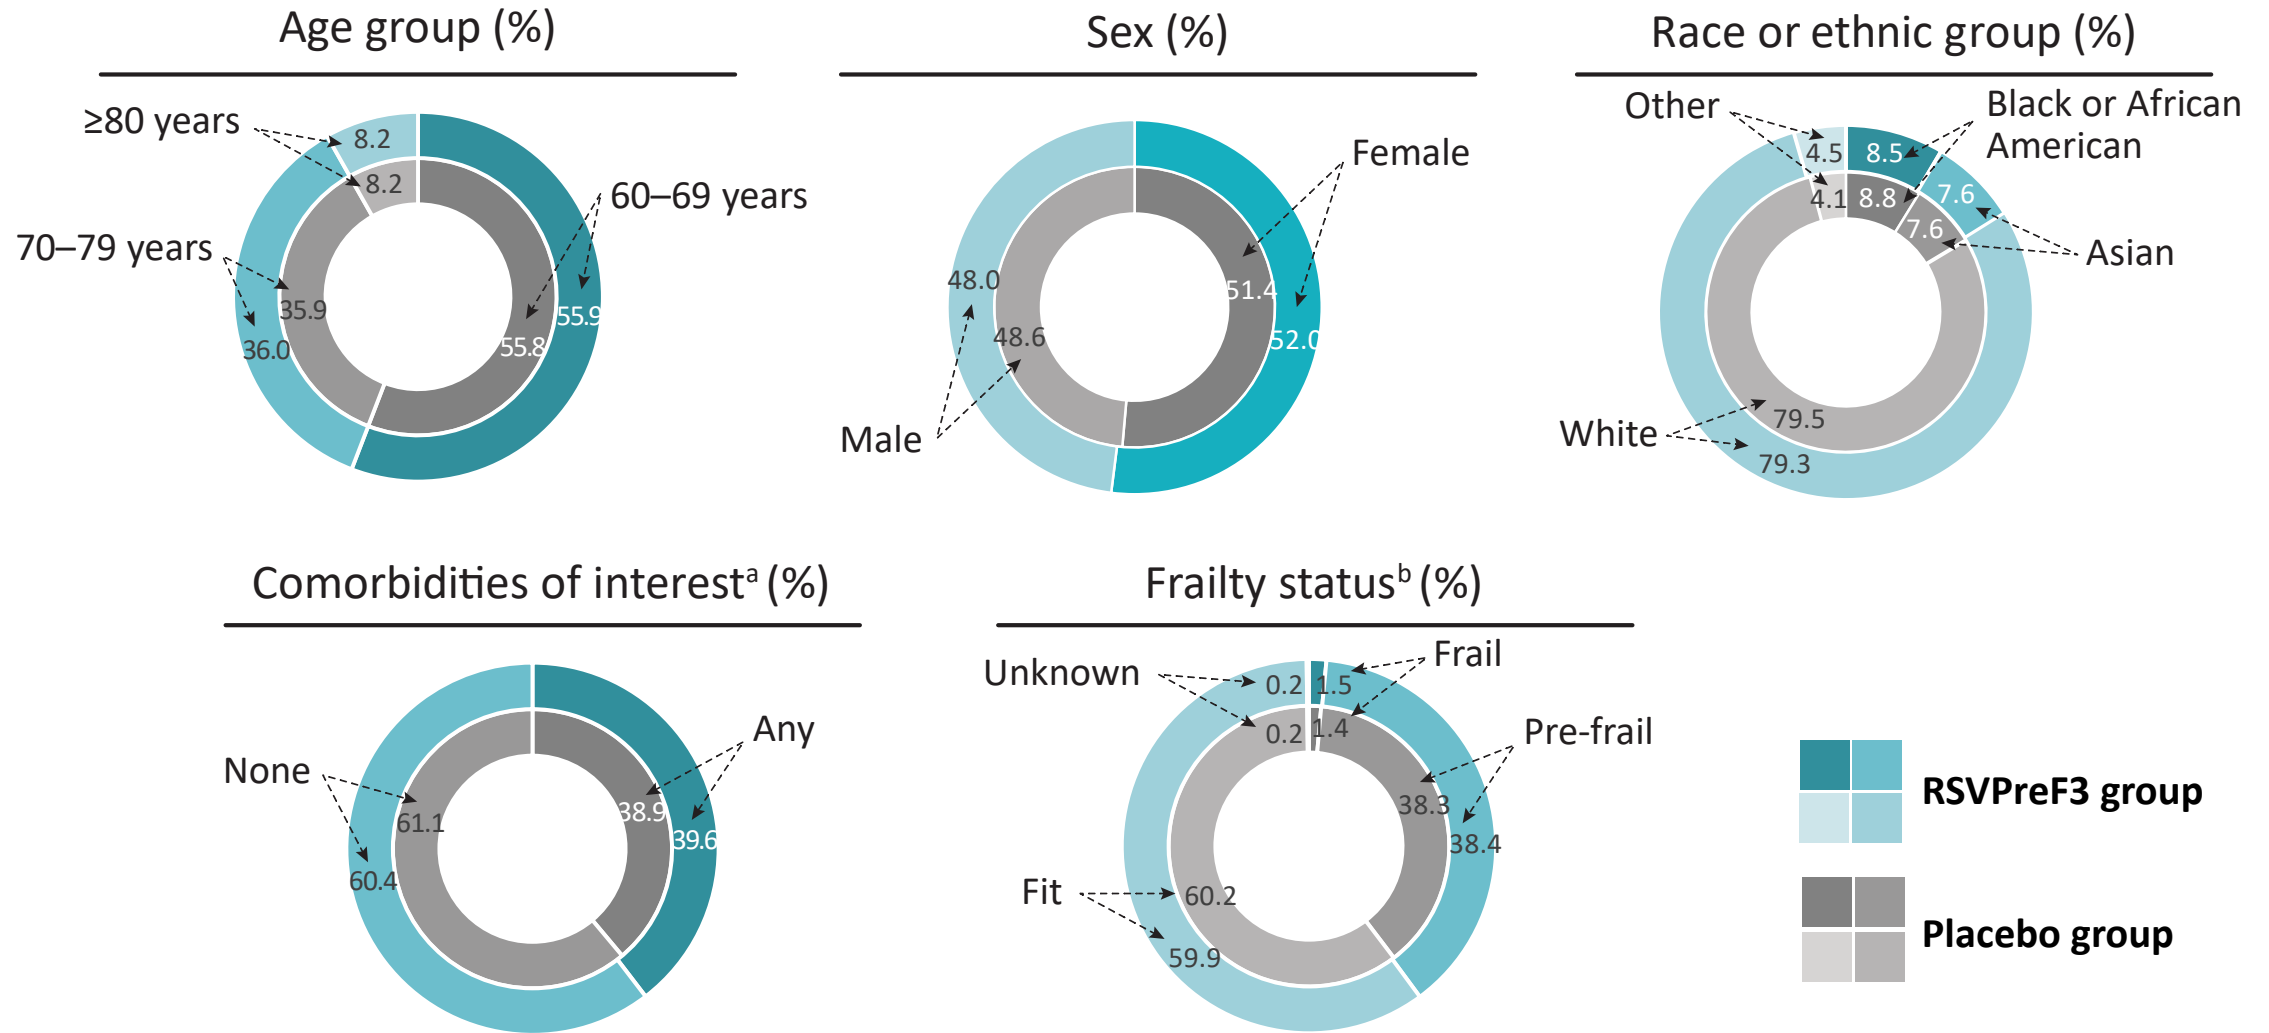 Age group (%)
≥80 years
8.2
8.2
60–69 years
70–79 years
35.9
36.0
55.9
55.8
Sex (%)
Female
48.0
51.4
48.6
52.0
Male
Race or ethnic group (%)
Other
Black or African
American
4.5
8.5
4.1
8.8
7.6
7.6
Asian
White
79.5
79.3
Comorbidities of interestᵃ (%)
Any
None
61.1
38.9
39.6
60.4
Frailty statusᵇ (%)
Unknown
Frail
0.2
1.5
0.2
1.4
Pre-frail
38.3
38.4
Fit
60.2
59.9
RSVPreF3 group
Placebo group